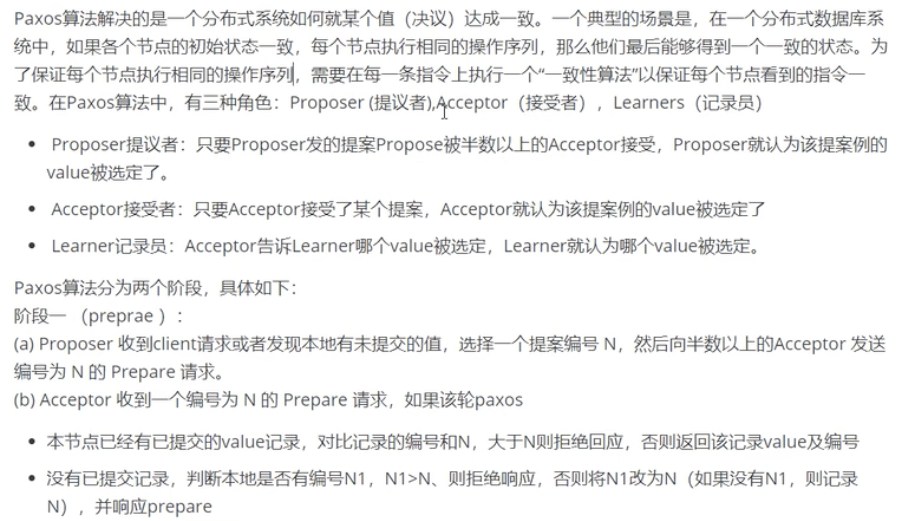 Paxos算法解决的是一个分布式系统如何就某个值（决议）达成一致。一个典型的场景是，在一个分布式数据库系
统中，如果各个节点的初始状态一致，每个节点执行相同的操作序列，那么他们最后能够得到一个一致的状态。为
了保证每个节点执行相同的操作序列，需要在每一条指令上执行一个“一致性算法”以保证每个节点看到的指令一
致。在Paxos算法中，有三种角色：Proposer (提议者),Acceptor（接受者），Learners（记录员）
• Proposer提议者：只要Proposer发的提案Propose被半数以上的Acceptor接受，Proposer就认为该提案例的
value被选定了。
• Acceptor接受者：只要Acceptor接受了某个提案，Acceptor就认为该提案例的value被选定了
• Learner记录员：Acceptor告诉Learner哪个value被选定，Learner就认为哪个value被选定。
Paxos算法分为两个阶段，具体如下：
阶段一 （preprae ）：
(a) Proposer 收到client请求或者发现本地有未提交的值，选择一个提案编号 N，然后向半数以上的Acceptor 发送
编号为 N 的 Prepare 请求。
(b) Acceptor 收到一个编号为 N 的 Prepare 请求，如果该轮paxos
• 本节点已经有已提交的value记录，对比记录的编号和N，大于N则拒绝回应，否则返回该记录value及编号
• 没有已提交记录，判断本地是否有编号N1，N1>N、则拒绝响应，否则将N1改为N（如果没有N1，则记录
N），并响应prepare